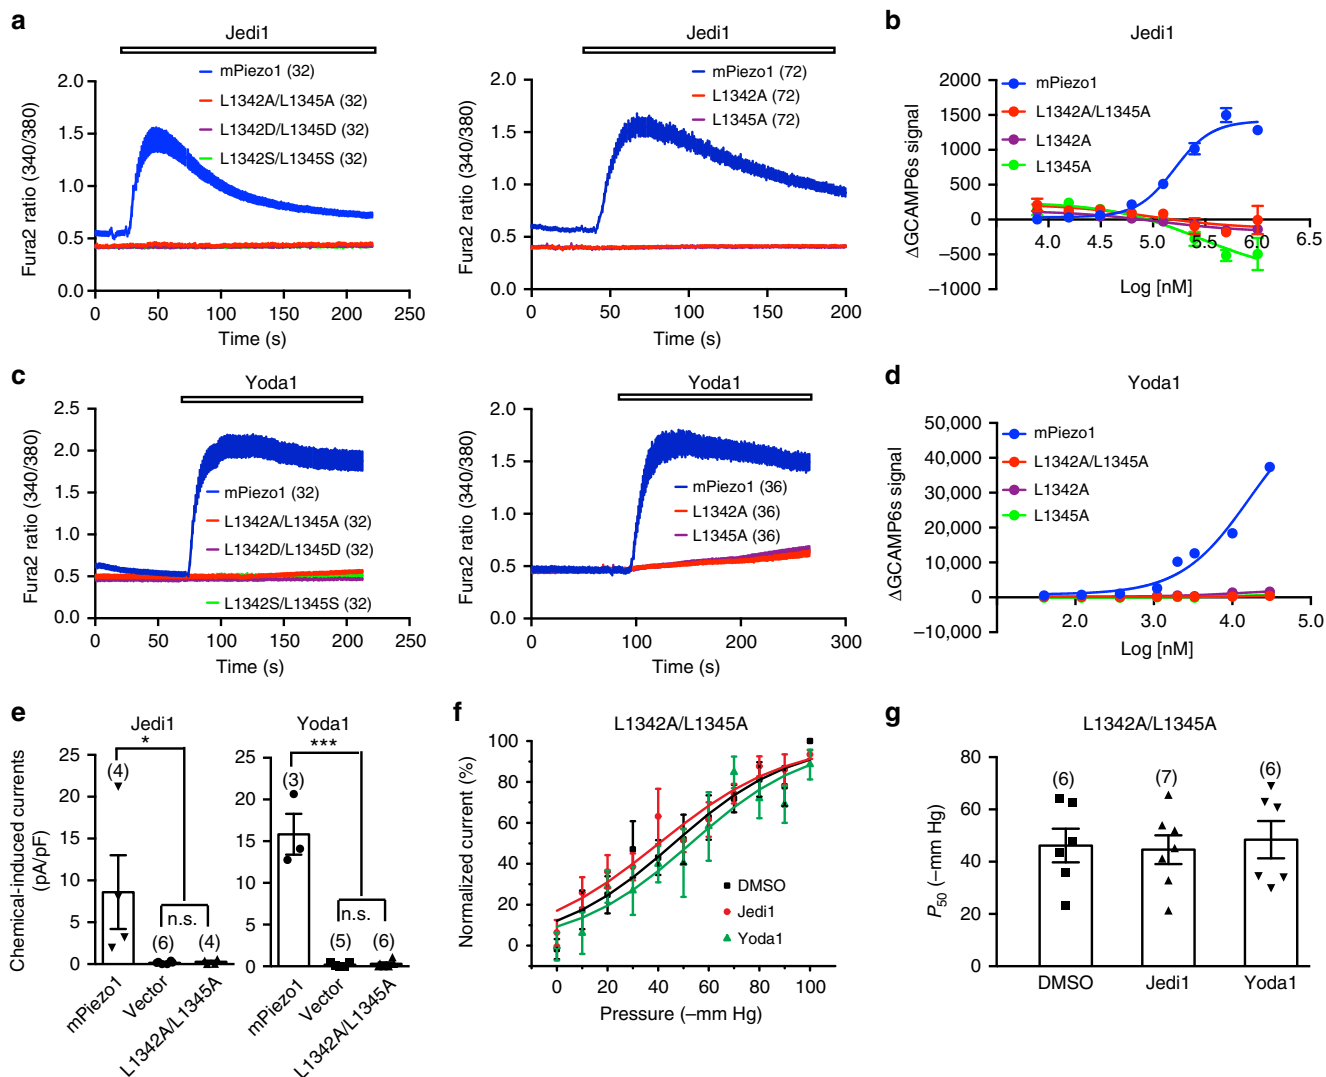 a
Jedi1
mPiezo1 (32)
L1342A/L1345A (32)
L1342D/L1345D (32)
L1342S/L1345S (32)
2.0
1.5
1.0
0.5
0.0
Fura2 ratio (340/380)
0 50 100 150 200 250
Time (s)
Jedi1
mPiezo1 (72)
L1342A (72)
L1345A (72)
2.0
1.5
1.0
0.5
0.0
Fura2 ratio (340/380)
0 50 100 150 200
Time (s)
b
Jedi1
mPiezo1
L1342A/L1345A
L1342A
L1345A
2000
1500
1000
500
0
−500
−1000
ΔGCAMP6s signal
4.0 4.5 5.0 5.5 6.0 6.5
Log [nM]
c
Yoda1
mPiezo1 (32)
L1342A/L1345A (32)
L1342D/L1345D (32)
L1342S/L1345S (32)
2.5
2.0
1.5
1.0
0.5
0.0
Fura2 ratio (340/380)
0 50 100 150 200 250
Time (s)
Yoda1
mPiezo1 (36)
L1342A (36)
L1345A (36)
2.0
1.5
1.0
0.5
0.0
Fura2 ratio (340/380)
0 100 200 300
Time (s)
d
Yoda1
mPiezo1
L1342A/L1345A
L1342A
L1345A
50,000
40,000
30,000
20,000
10,000
0
−10,000
ΔGCAMP6s signal
2.0 3.0 4.0 5.0
Log [nM]
e
Jedi1
*
(4)
n.s.
(6) (4)
25
20
15
10
5
0
Chemical-induced currents
(pA/pF)
mPiezo1
Vector
L1342A/L1345A
Yoda1
***
(3)
n.s.
(5) (6)
25
20
15
10
5
0
mPiezo1
Vector
L1342A/L1345A
f
L1342A/L1345A
100
80
60
40
20
0
Normalized current (%)
DMSO
Jedi1
Yoda1
0 20 40 60 80 100
Pressure (−mm Hg)
g
L1342A/L1345A
80
60
40
20
0
P50 (−mm Hg)
(6) (7) (6)
DMSO Jedi1 Yoda1